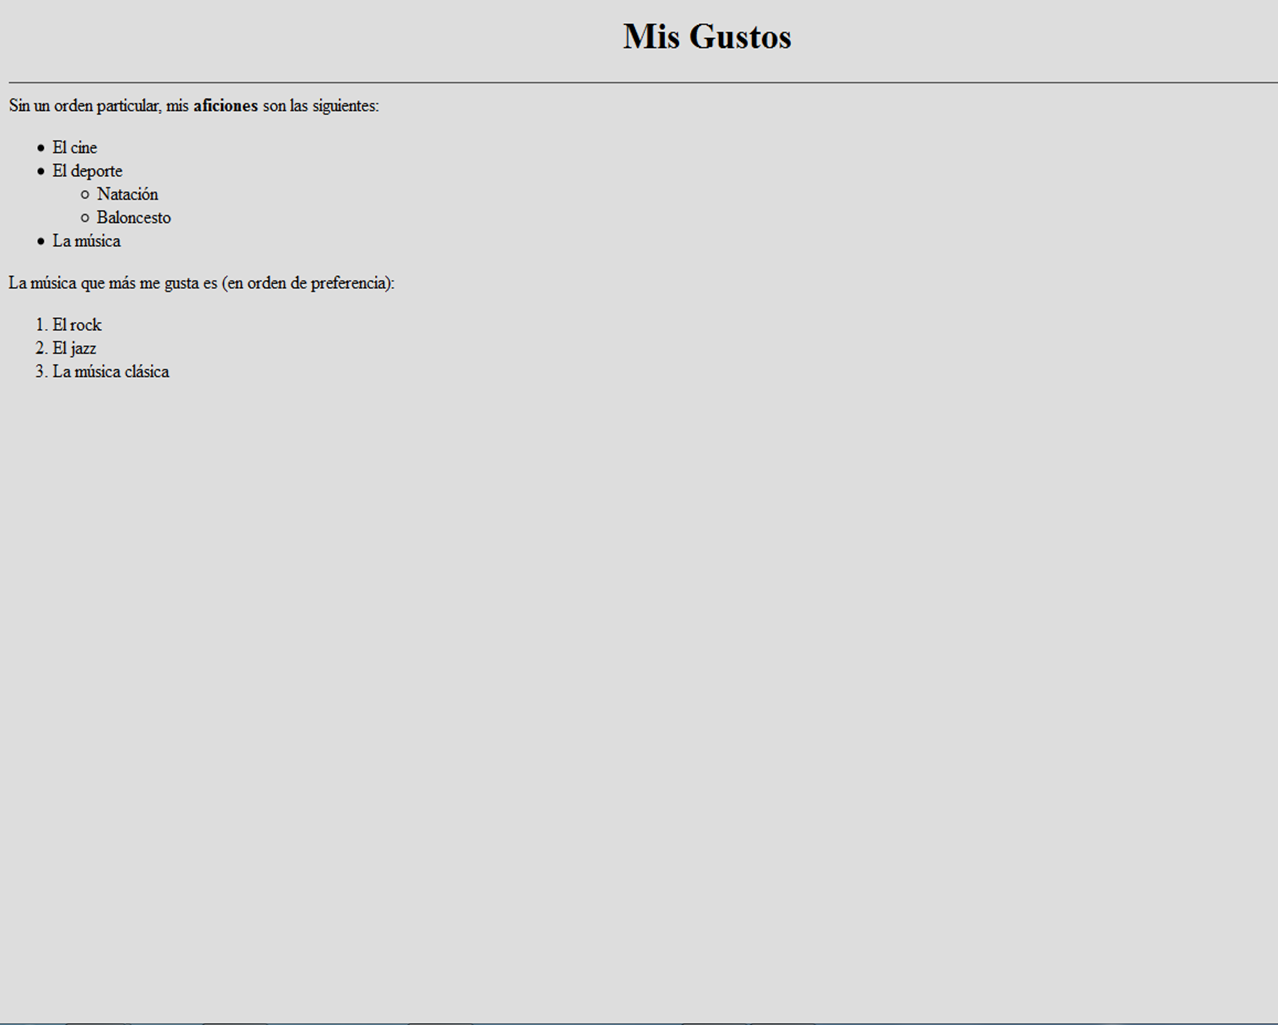 Mis Gustos
Sin un orden particular, mis aficiones son las siguientes:
El cine
El deporte
Natación
Baloncesto
La música
La música que más me gusta es (en orden de preferencia):
1. El rock
2. El jazz
3. La música clásica